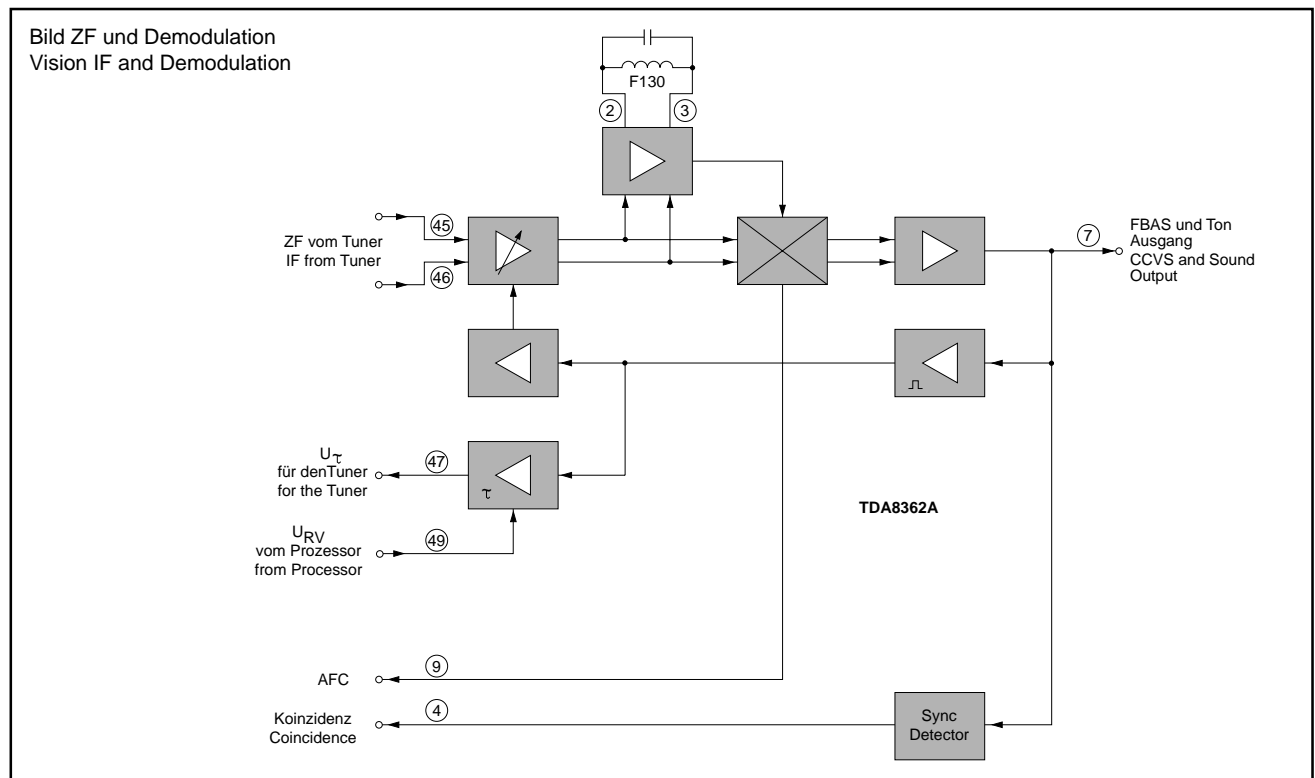 Bild ZF und Demodulation
Vision IF and Demodulation
F130
2
3
45
ZF vom Tuner
IF from Tuner
46
7
FBAS und Ton
Ausgang
CCVS and Sound
Output
Uτ
für denTuner
for the Tuner
47
τ
TDA8362A
URV
vom Prozessor
from Processor
49
AFC
9
Koinzidenz
Coincidence
4
Sync
Detector